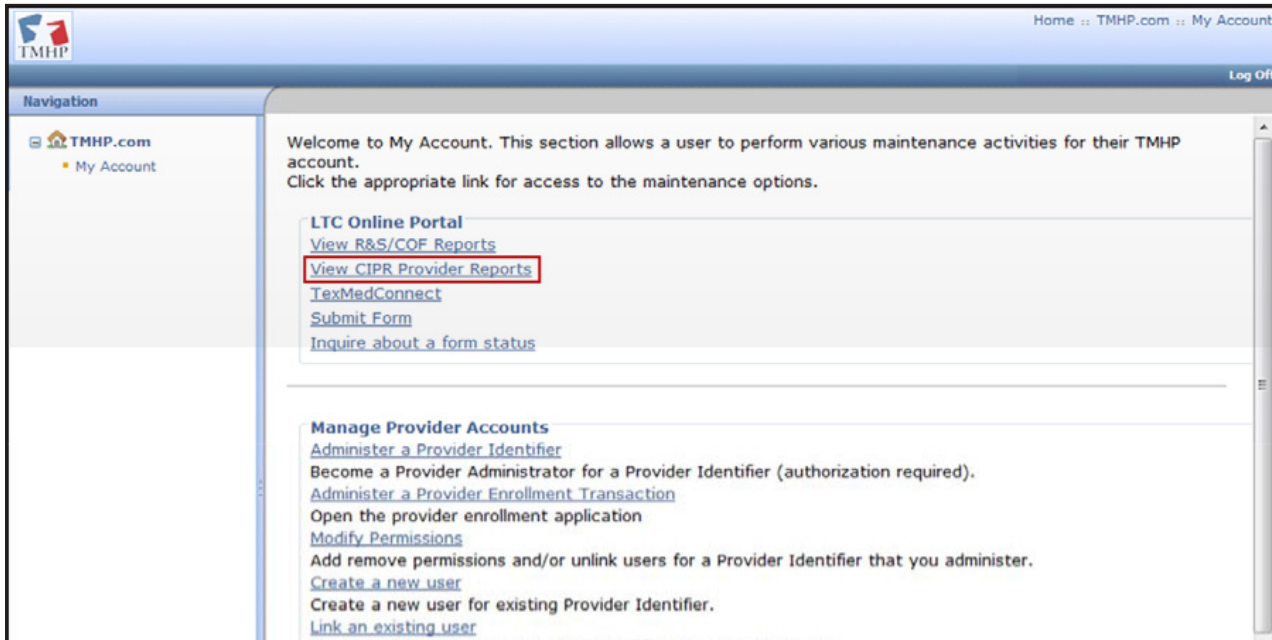 TMHP
Home :: TMHP.com :: My Account
Log Off
Navigation
TMHP.com
My Account
Welcome to My Account. This section allows a user to perform various maintenance activities for their TMHP
account.
Click the appropriate link for access to the maintenance options.
LTC Online Portal
View R&S/COF Reports
View CIPR Provider Reports
TexMedConnect
Submit Form
Inquire about a form status
Manage Provider Accounts
Administer a Provider Identifier
Become a Provider Administrator for a Provider Identifier (authorization required).
Administer a Provider Enrollment Transaction
Open the provider enrollment application
Modify Permissions
Add remove permissions and/or unlink users for a Provider Identifier that you administer.
Create a new user
Create a new user for existing Provider Identifier.
Link an existing user